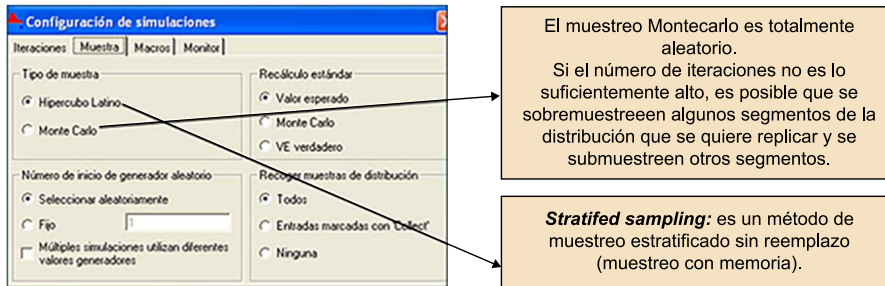 Configuración de simulaciones
Iteraciones Muestra Macros Monitor
Tipo de muestra
Hipercubo Latino
Monte Carlo
Recálculo estándar
Valor esperado
Monte Carlo
VE verdadero
Número de inicio de generador aleatorio
Seleccionar aleatoriamente
Fijo 1
Múltiples simulaciones utilizan diferentes
valores generadores
Recoger muestras de distribución
Todos
Entradas marcadas con 'Collect'
Ninguna
El muestreo Montecarlo es totalmente
aleatorio.
Si el número de iteraciones no es lo
suficientemente alto, es posible que se
sobremuestreeen algunos segmentos de la
distribución que se quiere replicar y se
submuestreen otros segmentos.
Stratifed sampling: es un método de
muestreo estratificado sin reemplazo
(muestreo con memoria).